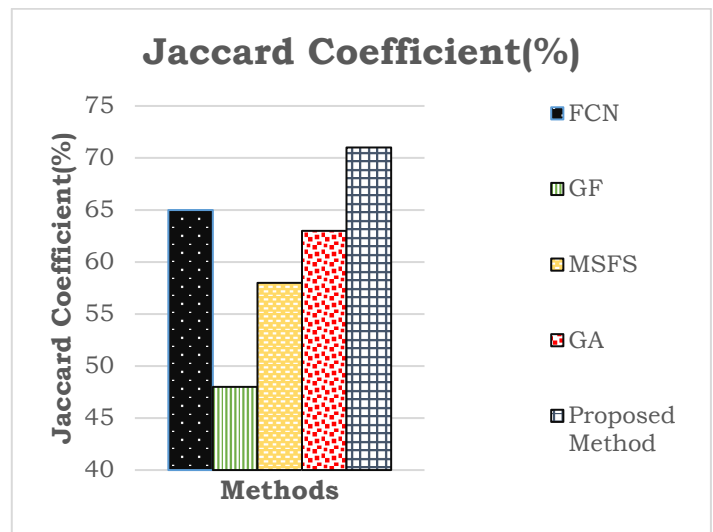 Jaccard Coefficient(%)
Jaccard Coefficient(%)
75
70
65
60
55
50
45
40
Methods
FCN
GF
MSFS
GA
Proposed
Method